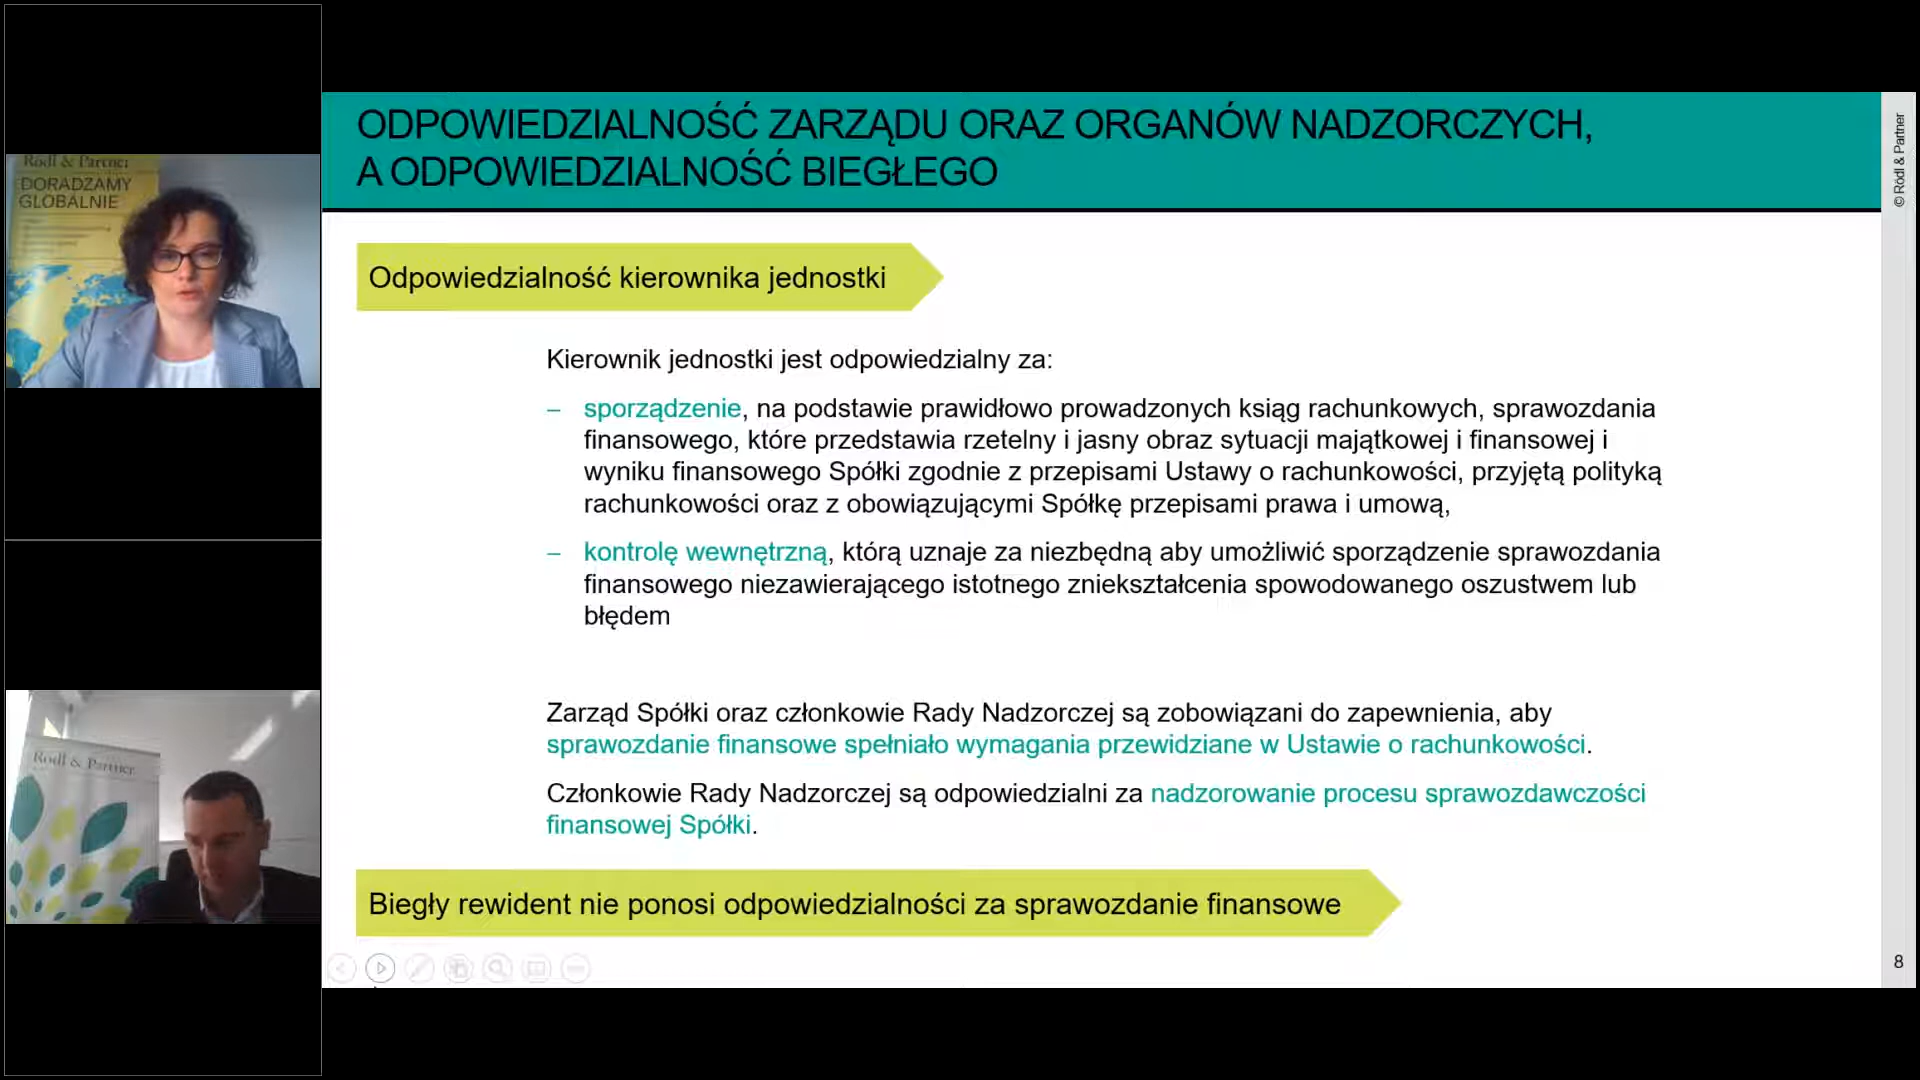 Rödl & Partner
DORADZAMY
GLOBALNIE
Rödl & Partner
ODPOWIEDZIALNOŚĆ ZARZĄDU ORAZ ORGANÓW NADZORCZYCH,
A ODPOWIEDZIALNOŚĆ BIEGŁEGO
© Rödl & Partner
Odpowiedzialność kierownika jednostki
Kierownik jednostki jest odpowiedzialny za:
– sporządzenie, na podstawie prawidłowo prowadzonych ksiąg rachunkowych, sprawozdania
finansowego, które przedstawia rzetelny i jasny obraz sytuacji majątkowej i finansowej i
wyniku finansowego Spółki zgodnie z przepisami Ustawy o rachunkowości, przyjętą polityką
rachunkowości oraz z obowiązującymi Spółkę przepisami prawa i umową,
– kontrolę wewnętrzną, którą uznaje za niezbędną aby umożliwić sporządzenie sprawozdania
finansowego niezawierającego istotnego zniekształcenia spowodowanego oszustwem lub
błędem
Zarząd Spółki oraz członkowie Rady Nadzorczej są zobowiązani do zapewnienia, aby
sprawozdanie finansowe spełniało wymagania przewidziane w Ustawie o rachunkowości.
Członkowie Rady Nadzorczej są odpowiedzialni za nadzorowanie procesu sprawozdawczości
finansowej Spółki.
Biegły rewident nie ponosi odpowiedzialności za sprawozdanie finansowe
8